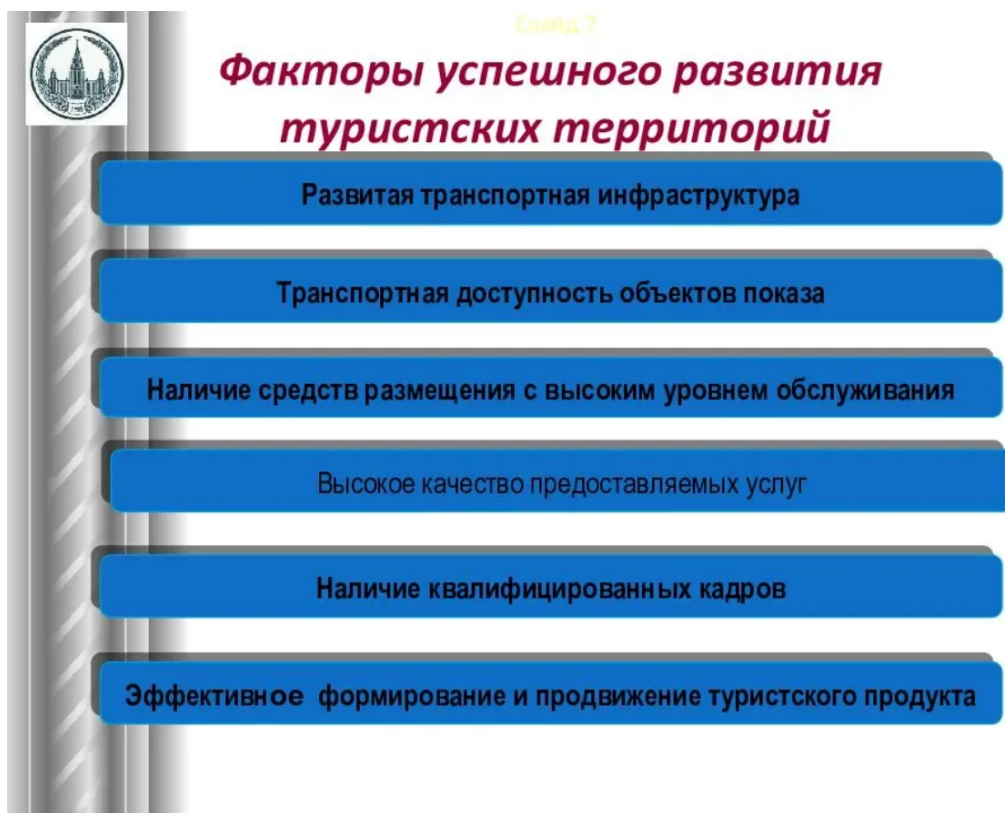 Слайд 7
Факторы успешного развития
туристских территорий
Развитая транспортная инфраструктура
Транспортная доступность объектов показа
Наличие средств размещения с высоким уровнем обслуживания
Высокое качество предоставляемых услуг
Наличие квалифицированных кадров
Эффективное формирование и продвижение туристского продукта